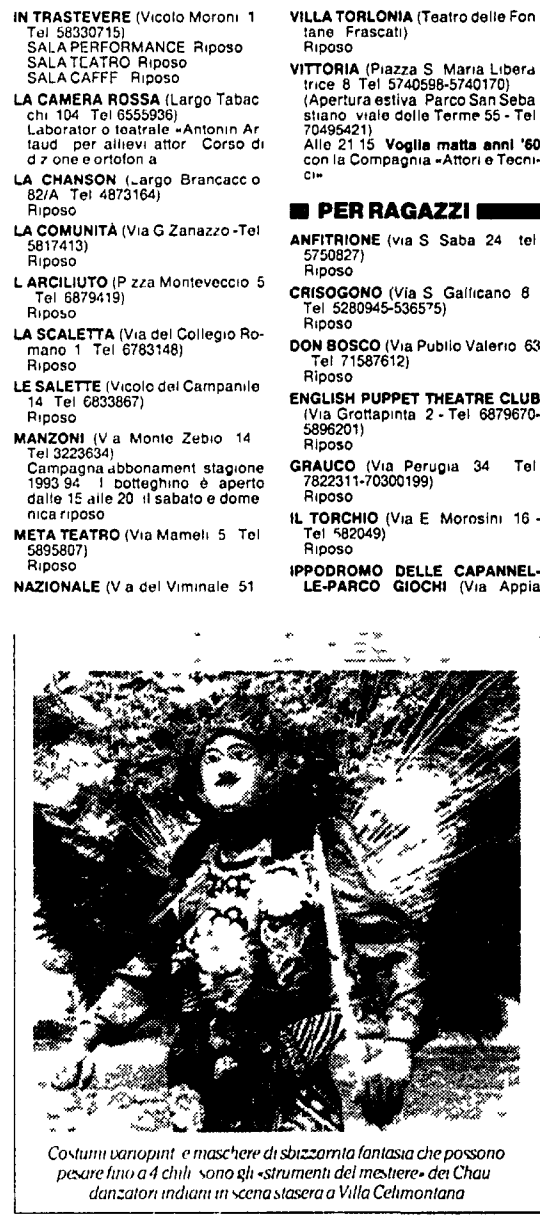 IN TRASTEVERE (Vicolo Moroni 1
Tel 58330715)
SALA PERFORMANCE Riposo
SALA TEATRO Riposo
SALA CAFFE Riposo
LA CAMERA ROSSA (Largo Tabac
chi 104 Tel 6555936)
Laborator o teatrale «Antonin Ar
taud per allievi attor Corso di
d z one e ortofon a
LA CHANSON (Largo Brancacc o
82/A Tel 4873164)
Riposo
LA COMUNITÀ (Via G Zanazzo -Tel
5817413)
Riposo
L ARCILIUTO (P zza Monteveccio 5
Tel 6879419)
Riposo
LA SCALETTA (Via del Collegio Ro-
mano 1 Tel 6783148)
Riposo
LE SALETTE (Vicolo del Campanile
14 Tel 6833867)
Riposo
MANZONI (V a Monte Zebio 14
Tel 3223634)
Campagna abbonament stagione
1993 94 I botteghino è aperto
dalle 15 alle 20 il sabato e dome
nica riposo
META TEATRO (Via Mameli 5 Tel
5895807)
Riposo
NAZIONALE (V a del Viminale 51
VILLA TORLONIA (Teatro delle Fon
tane Frascati)
Riposo
VITTORIA (Piazza S Maria Libera
trice 8 Tel 5740598-5740170)
(Apertura estiva Parco San Seba
stiano viale delle Terme 55 - Tel
70495421)
Alle 21 15 Voglia matta anni '60
con la Compagnia «Attori e Tecni-
ci»
PER RAGAZZI
ANFITRIONE (via S Saba 24 tel
5750827)
Riposo
CRISOGONO (Via S Gallicano 8
Tel 5280945-536575)
Riposo
DON BOSCO (Via Publio Valerio 63
Tel 71587612)
Riposo
ENGLISH PUPPET THEATRE CLUB
(Via Grottapinta 2 - Tel 6879670-
5896201)
Riposo
GRAUCO (Via Perugia 34 Tel
7822311-70300199)
Riposo
IL TORCHIO (Via E Morosini 16 -
Tel 582049)
Riposo
IPPODROMO DELLE CAPANNEL-
LE-PARCO GIOCHI (Via Appia
Costumi variopint e maschere di sbizzarrita fantasia che possono
pesare fino a 4 chili sono gli «strumenti del mestiere» dei Chau
danzatori indiani in scena stasera a Villa Celimontana